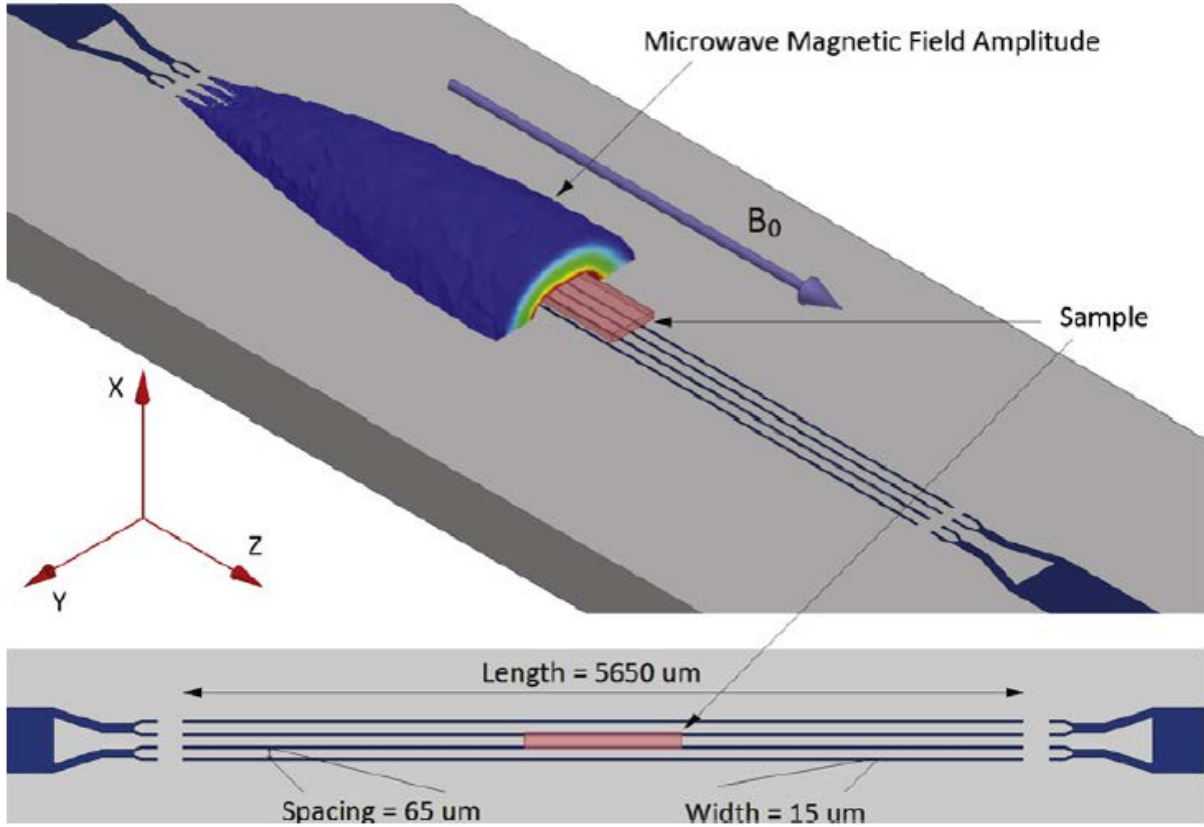 Microwave Magnetic Field Amplitude
B₀
Sample
X
Z
Y
Length = 5650 um
Spacing = 65 um
Width = 15 um